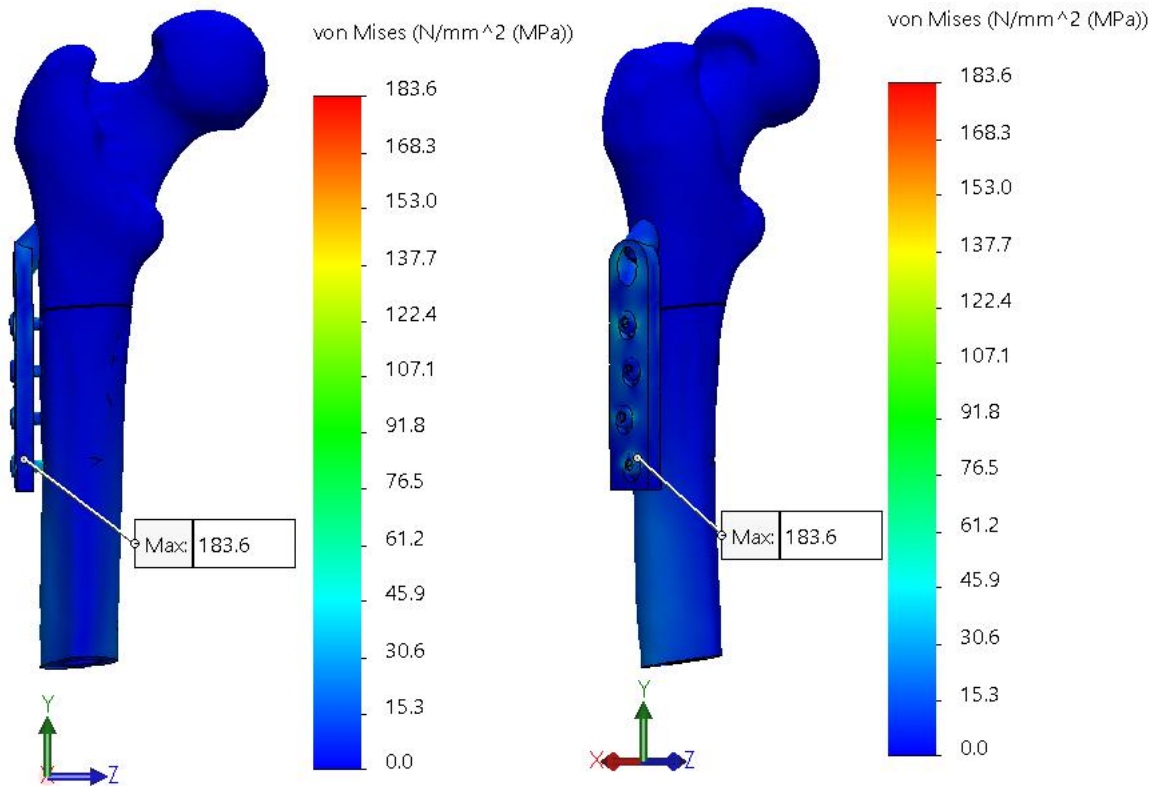 von Mises (N/mm^2 (MPa))
183.6
168.3
153.0
137.7
122.4
107.1
91.8
76.5
61.2
45.9
30.6
15.3
0.0
Max: 183.6
Y
X
Z
von Mises (N/mm^2 (MPa))
183.6
168.3
153.0
137.7
122.4
107.1
91.8
76.5
61.2
45.9
30.6
15.3
0.0
Max: 183.6
Y
X
Z